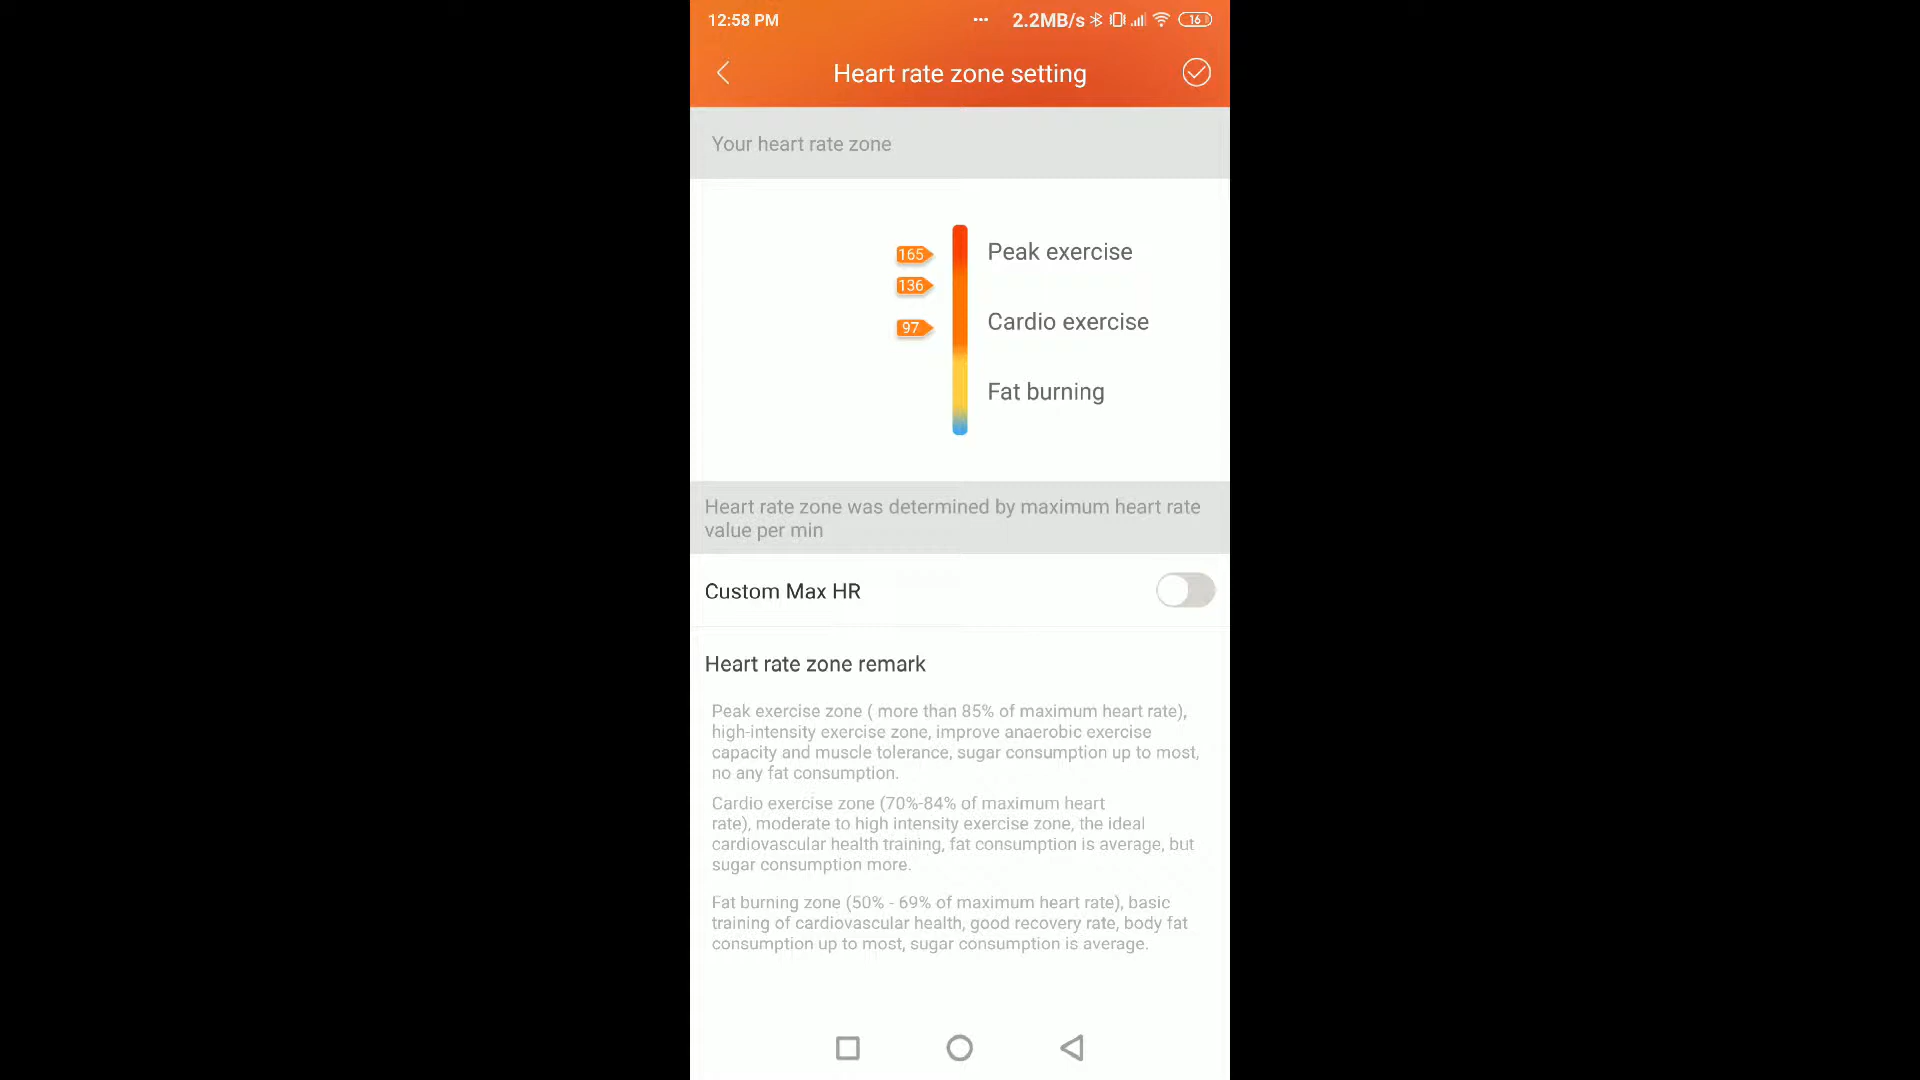 12:58 PM ... 2.2MB/s 16
Heart rate zone setting
Your heart rate zone
165 Peak exercise
136
97 Cardio exercise
Fat burning
Heart rate zone was determined by maximum heart rate
value per min
Custom Max HR
Heart rate zone remark
Peak exercise zone ( more than 85% of maximum heart rate),
high-intensity exercise zone, improve anaerobic exercise
capacity and muscle tolerance, sugar consumption up to most,
no any fat consumption.
Cardio exercise zone (70%-84% of maximum heart
rate), moderate to high intensity exercise zone, the ideal
cardiovascular health training, fat consumption is average, but
sugar consumption more.
Fat burning zone (50% - 69% of maximum heart rate), basic
training of cardiovascular health, good recovery rate, body fat
consumption up to most, sugar consumption is average.